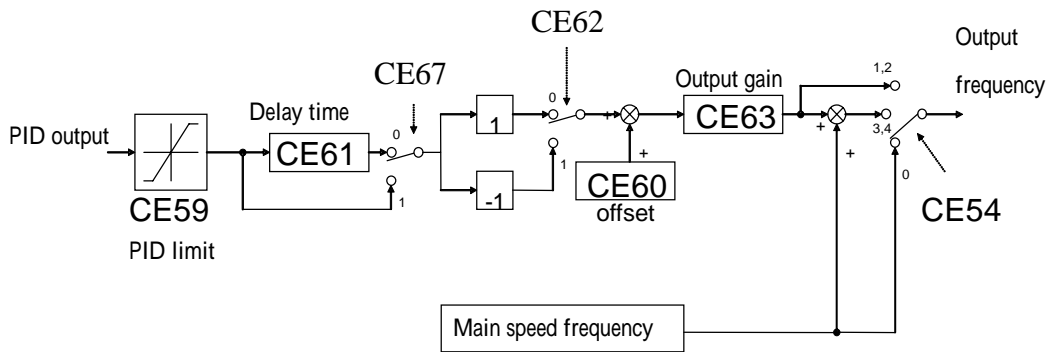 CE62
Output
frequency
CE67
1,2
Output gain
Delay time
0
0
1
CE63
PID output
CE61
+
+
3,4
1
+
+
1
-1
CE60
0
CE59
offset
CE54
PID limit
Main speed frequency